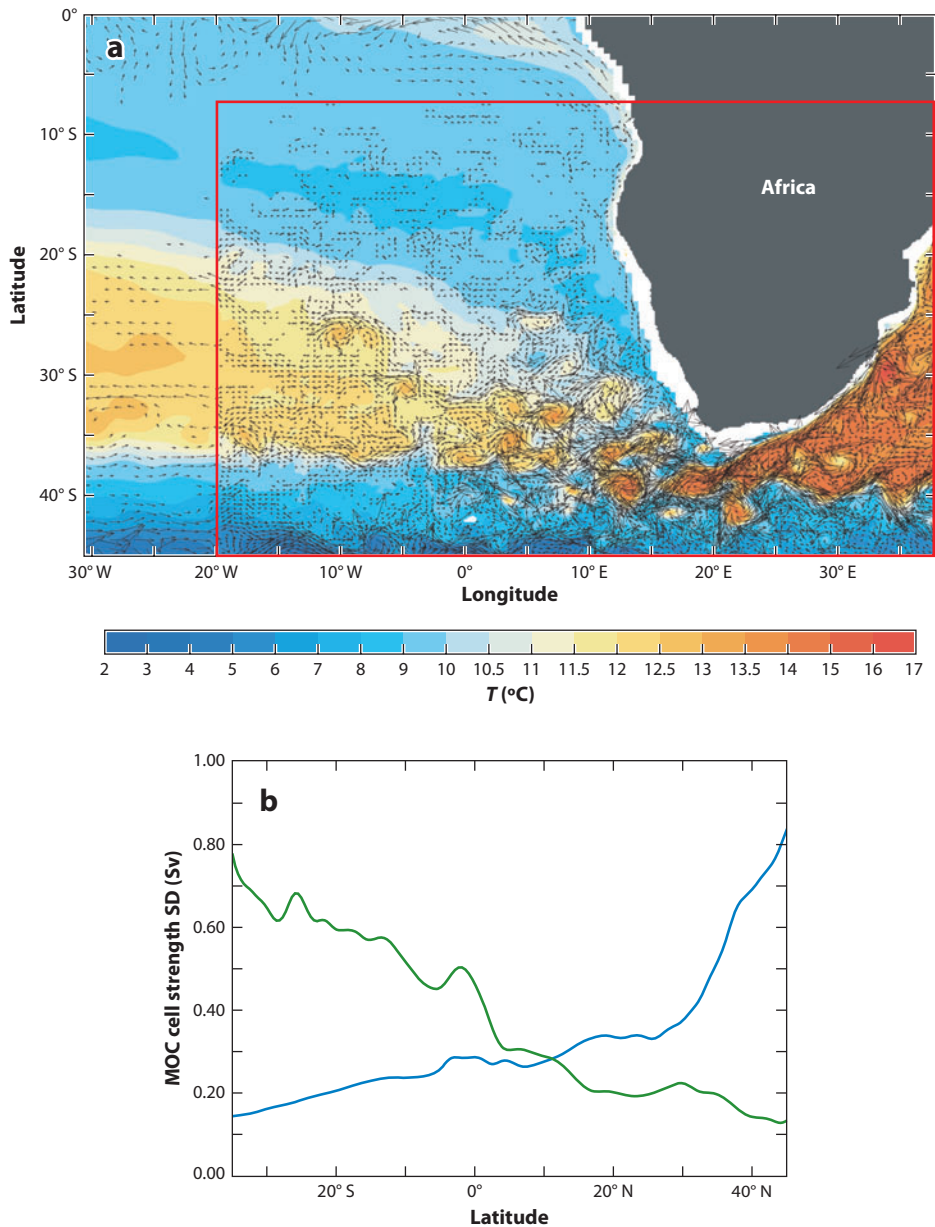 0°
a
10° S
Africa
20° S
Latitude
30° S
40° S
30° W
20° W
10° W
0°
10° E
20° E
30° E
Longitude
2 3 4 5 6 7 8 9 10 10.5 11 11.5 12 12.5 13 13.5 14 15 16 17
T (ºC)
1.00
b
0.80
MOC cell strength SD (Sv)
0.60
0.40
0.20
0.00
20° S
0°
20° N
40° N
Latitude